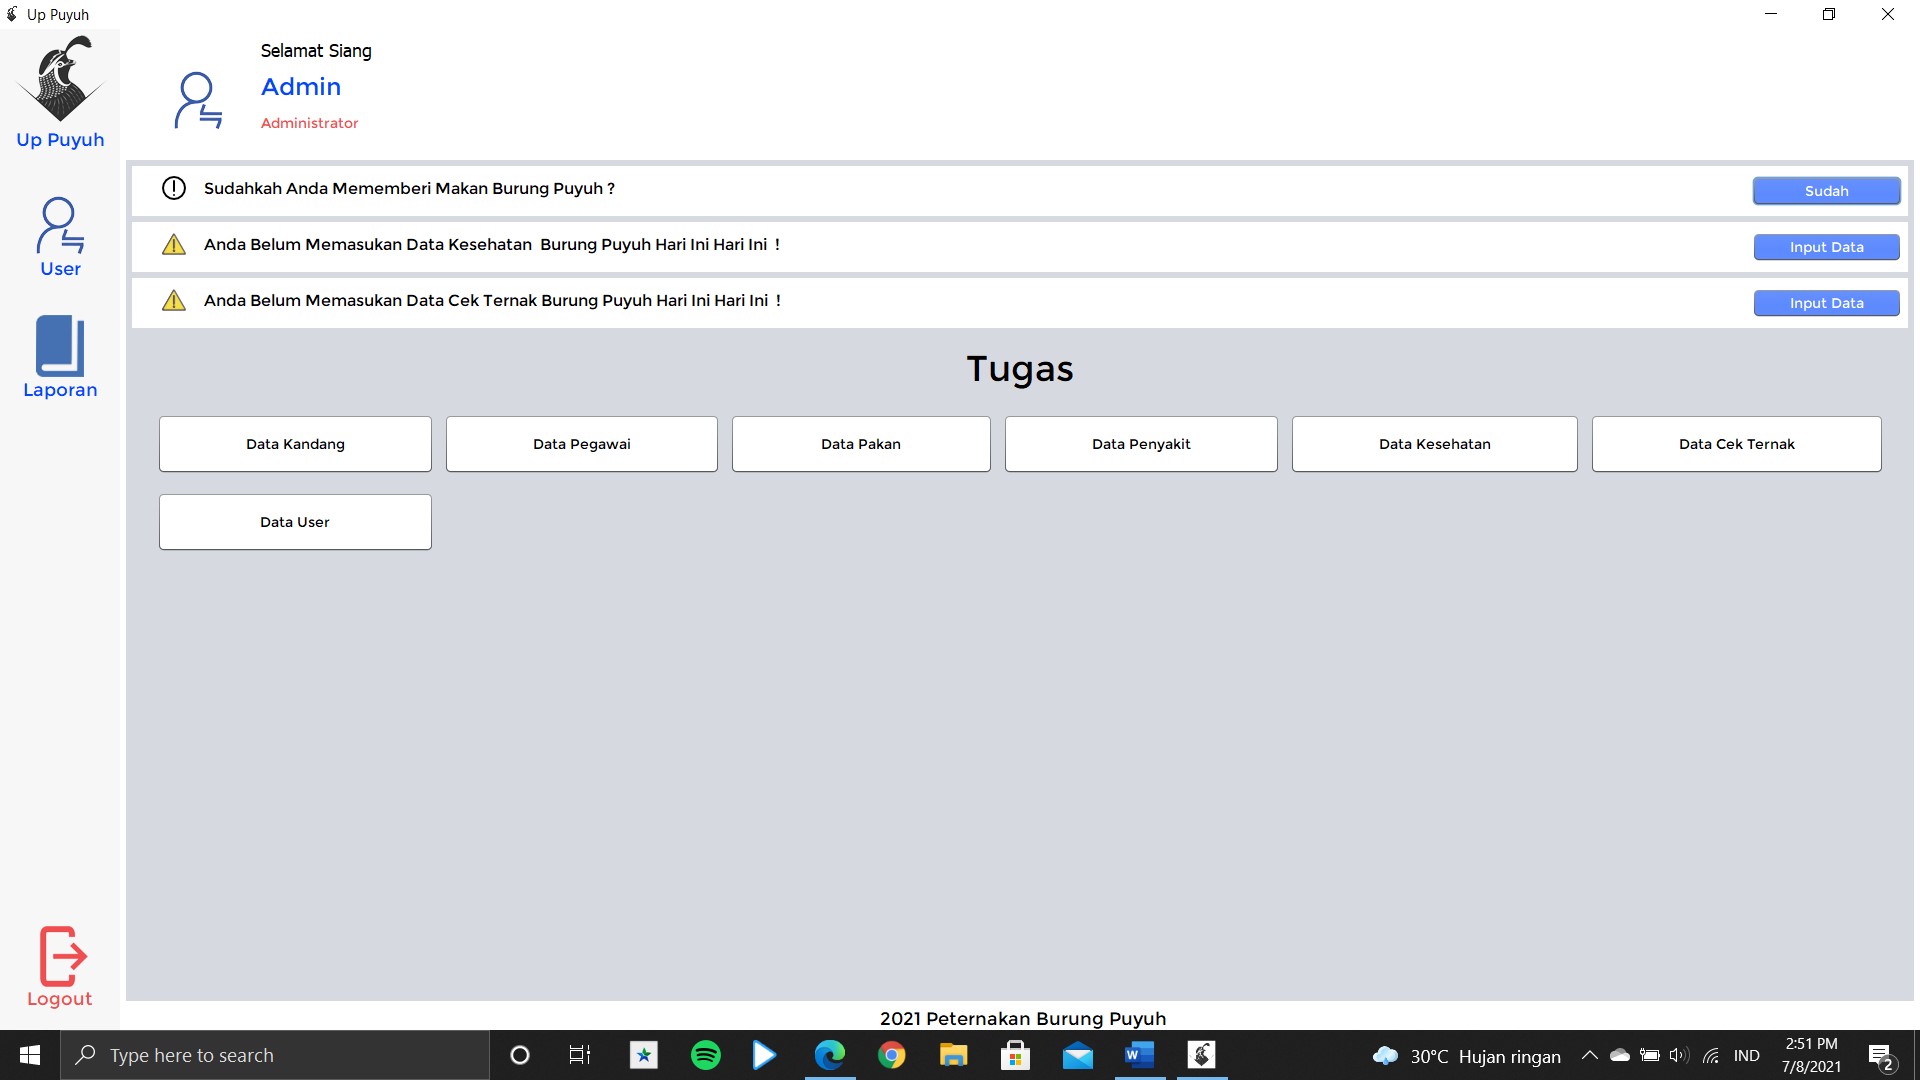 Up Puyuh
Selamat Siang
Admin
Administrator
Up Puyuh
User
Laporan
Logout
Sudahkah Anda Mememberi Makan Burung Puyuh ?
Sudah
Anda Belum Memasukan Data Kesehatan  Burung Puyuh Hari Ini Hari Ini  !
Input Data
Anda Belum Memasukan Data Cek Ternak Burung Puyuh Hari Ini Hari Ini  !
Input Data
Tugas
Data Kandang
Data Pegawai
Data Pakan
Data Penyakit
Data Kesehatan
Data Cek Ternak
Data User
2021 Peternakan Burung Puyuh
Type here to search
30°C  Hujan ringan
IND
2:51 PM
7/8/2021
2